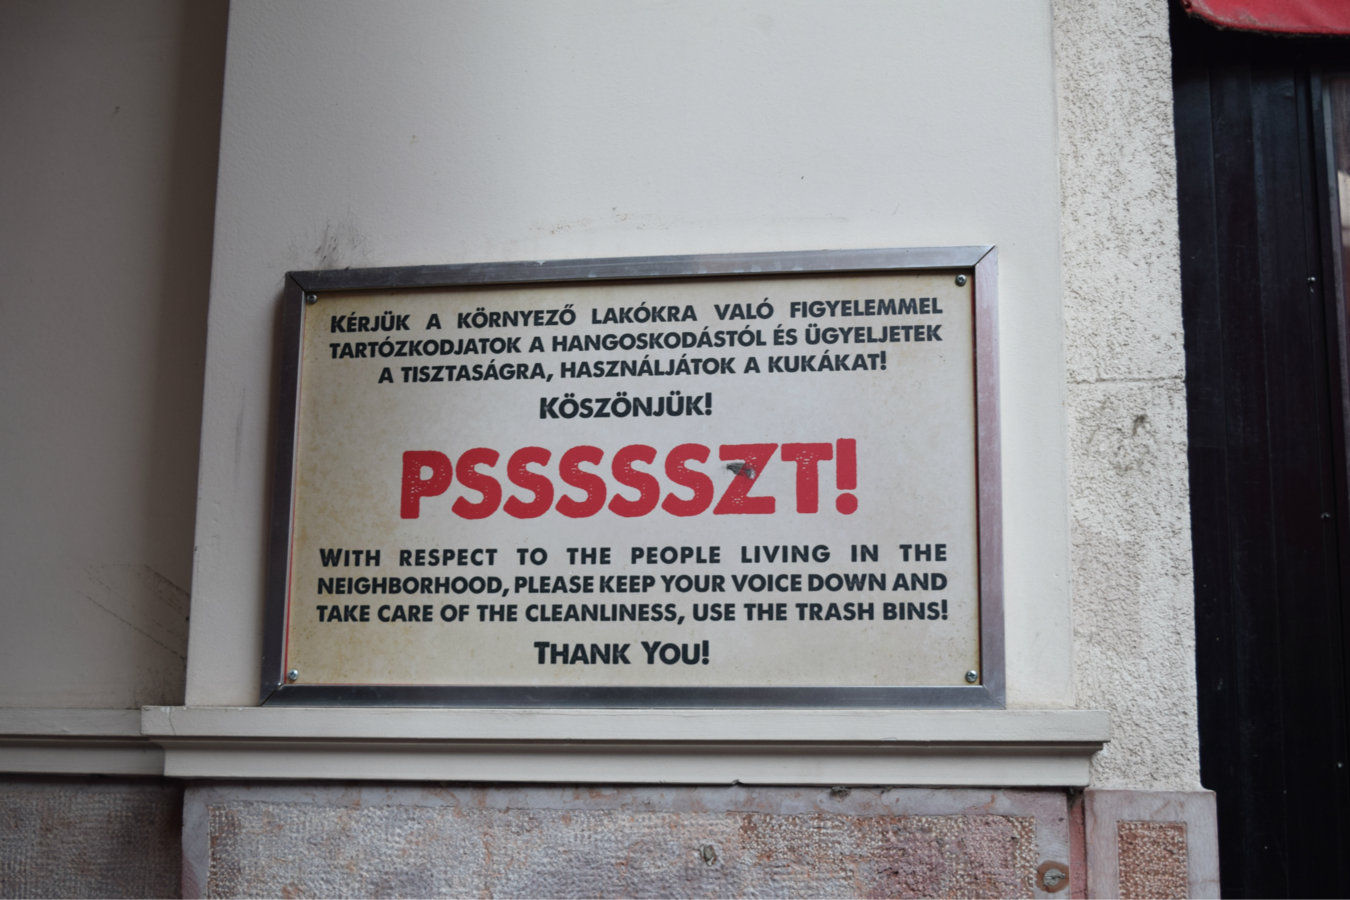 KÉRJÜK A KÖRNYEZŐ LAKÓKRA VALÓ FIGYELEMMEL
TARTÓZKODJATOK A HANGOSKODÁSTÓL ÉS ÜGYELJETEK
A TISZTASÁGRA, HASZNÁLJÁTOK A KUKÁKAT!
KÖSZÖNJÜK!
PSSSSSSZT!
WITH RESPECT TO THE PEOPLE LIVING IN THE
NEIGHBORHOOD, PLEASE KEEP YOUR VOICE DOWN AND
TAKE CARE OF THE CLEANLINESS, USE THE TRASH BINS!
THANK YOU!